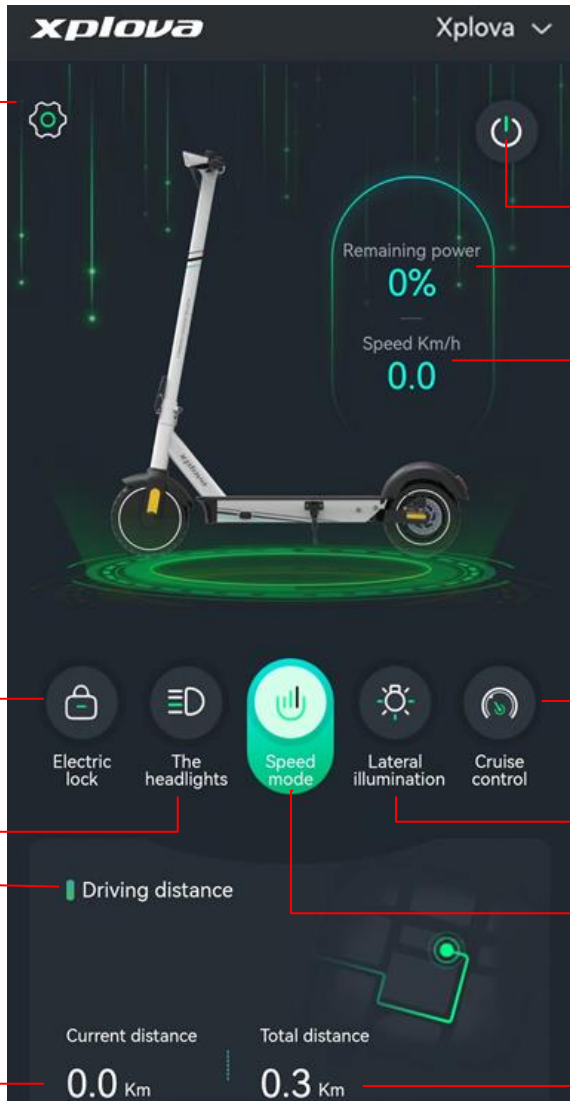 xplova
Xplova
Remaining power
0%
Speed Km/h
0.0
xplova
Electric
lock
The
headlights
Speed
mode
Lateral
illumination
Cruise
control
Driving distance
Current distance
Total distance
0.0 Km
0.3 Km